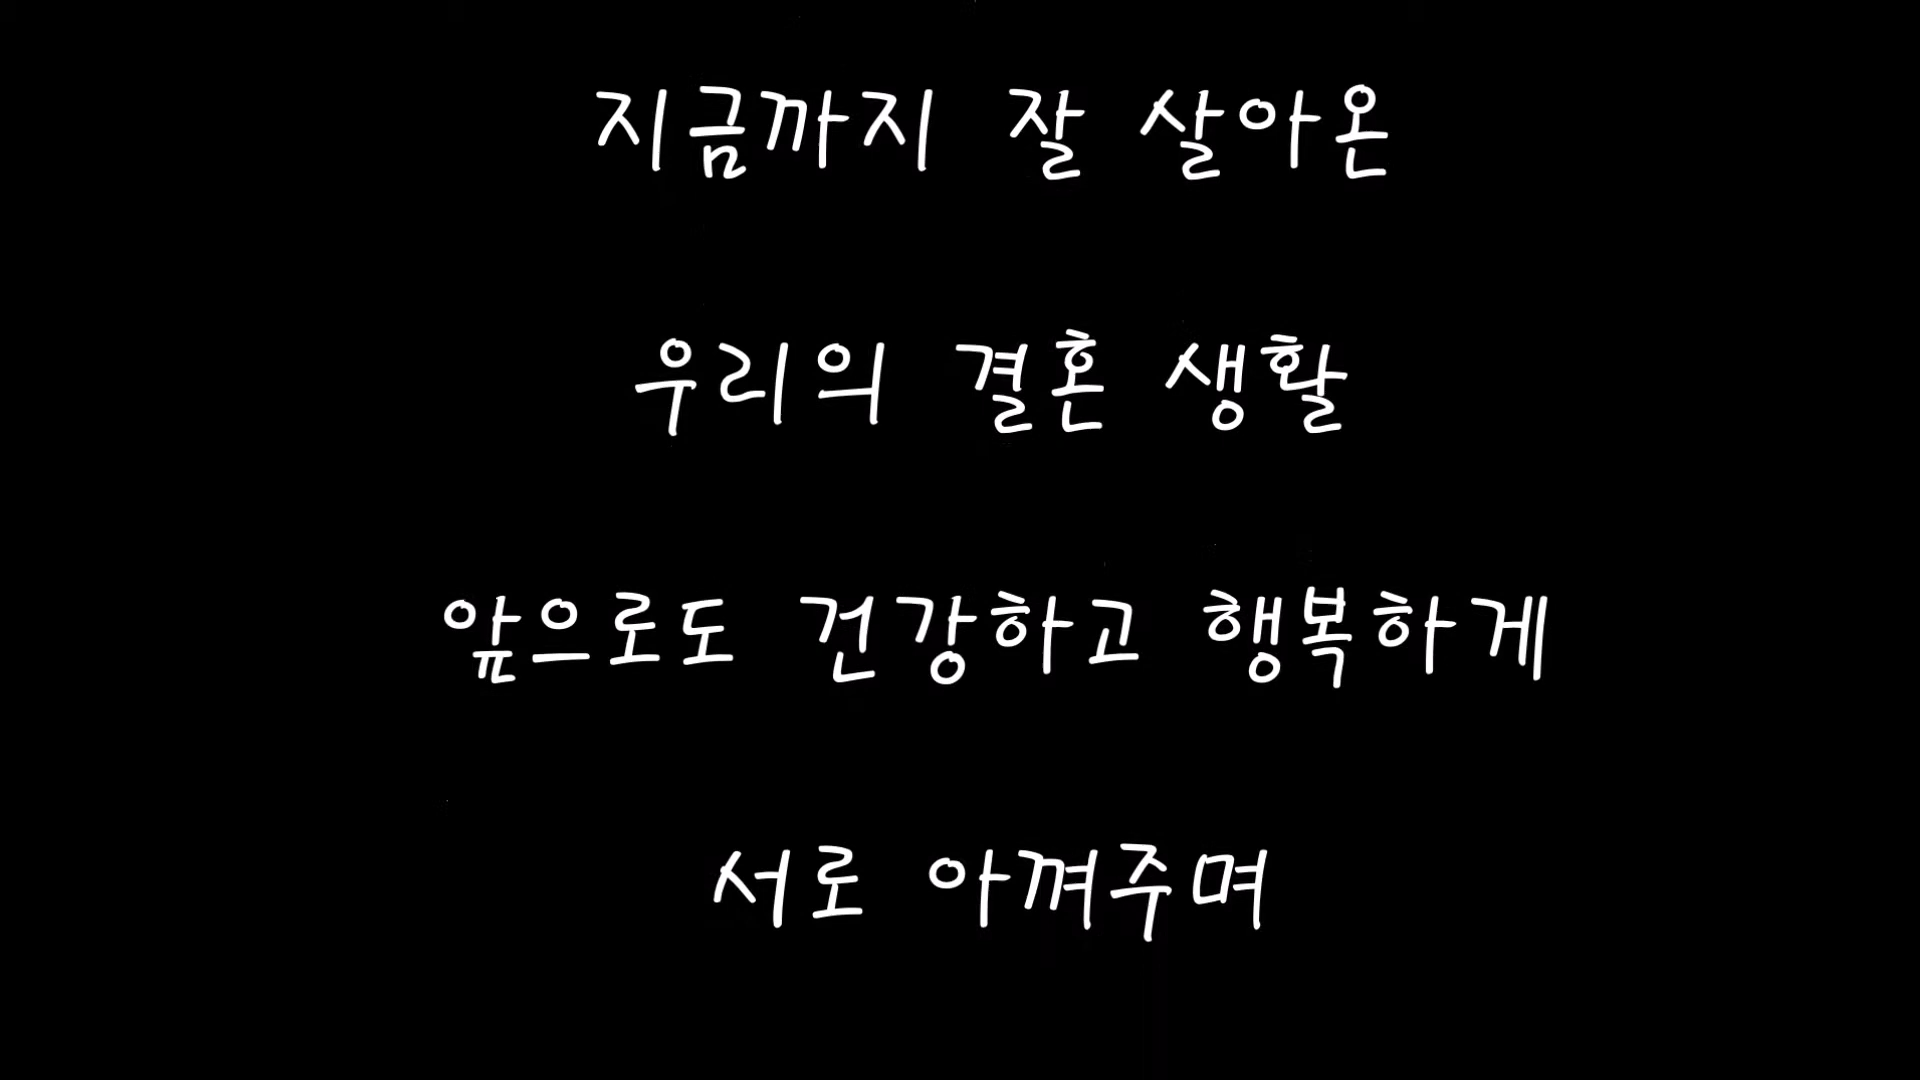 지금까지 잘 살아온
우리의 결혼 생활
앞으로도 건강하고 행복하게
서로 아껴주며